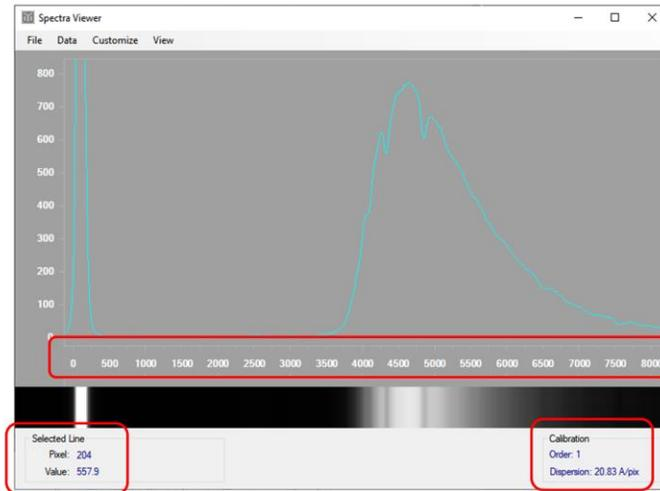 Spectra Viewer
File Data Customize View
800
700
600
500
400
300
200
100
0
0 500 1000 1500 2000 2500 3000 3500 4000 4500 5000 5500 6000 6500 7000 7500 8000
Selected Line
Pixel: 204
Value: 557.9
Calibration
Order: 1
Dispersion: 20.83 A/pix